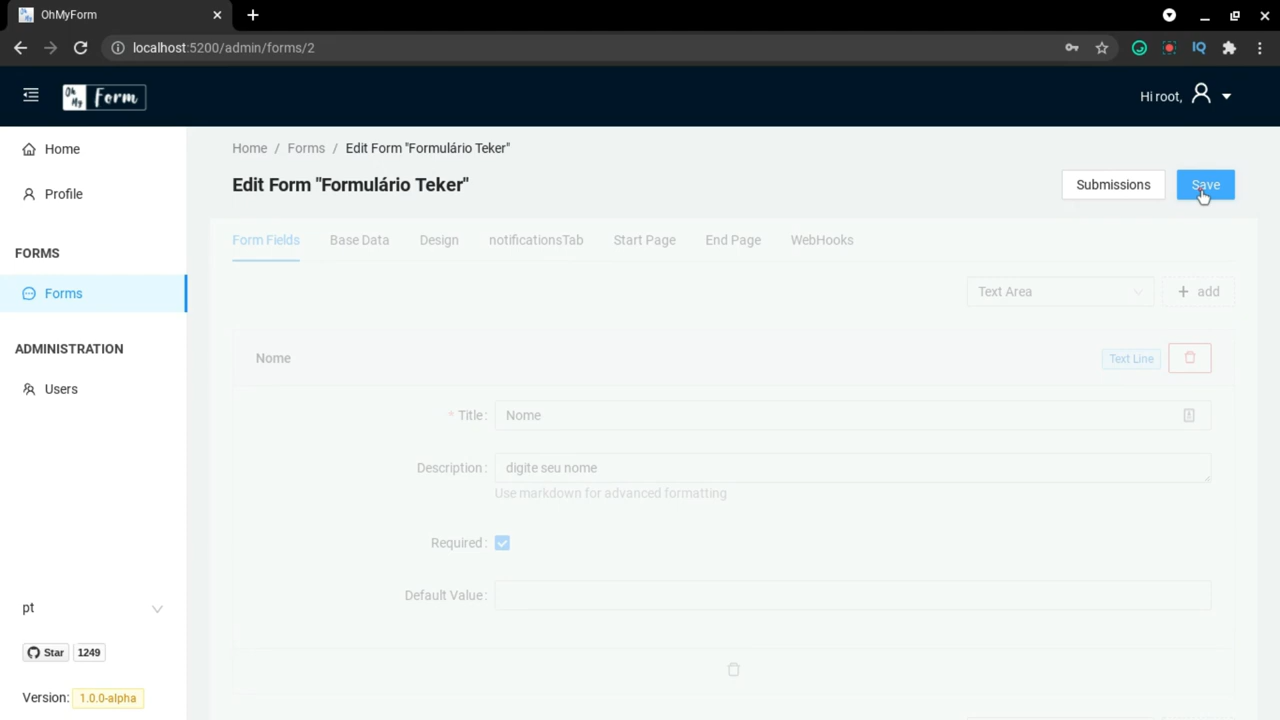 OhMyForm
localhost:5200/admin/forms/2
IQ
Oh My Form
Hi root,
Home
Profile
FORMS
Forms
ADMINISTRATION
Users
pt
Star 1249
Version: 1.0.0-alpha
Home / Forms / Edit Form "Formulário Teker"
Edit Form "Formulário Teker"
Submissions
Save
Form Fields Base Data Design notificationsTab Start Page End Page WebHooks
Text Area
+ add
Nome
Text Line
* Title: Nome
Description: digite seu nome
Use markdown for advanced formatting
Required:
Default Value: